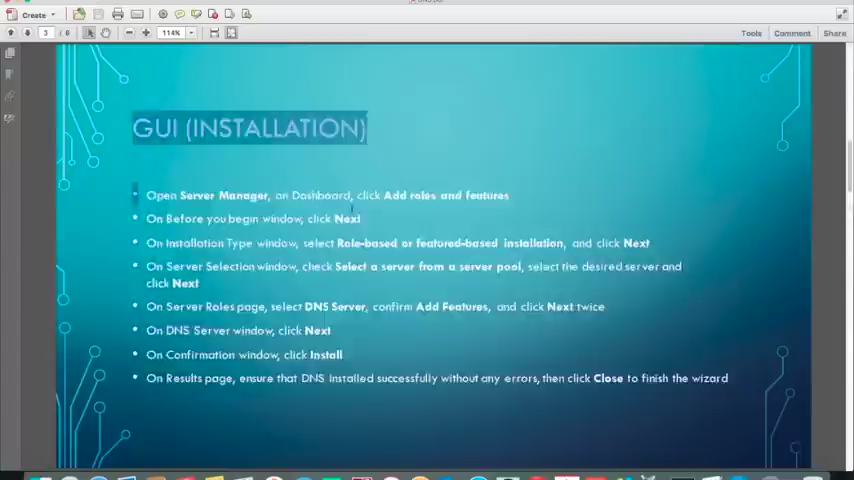 Create
3 / 8
114%
Tools
Comment
Share
GUI (INSTALLATION)
• Open Server Manager, on Dashboard, click Add roles and features
• On Before you begin window, click Next
• On Installation Type window, select Role-based or featured-based installation, and click Next
• On Server Selection window, check Select a server from a server pool, select the desired server and
click Next
• On Server Roles page, select DNS Server, confirm Add Features, and click Next twice
• On DNS Server window, click Next
• On Confirmation window, click Install
• On Results page, ensure that DNS Installed successfully without any errors, then click Close to finish the wizard